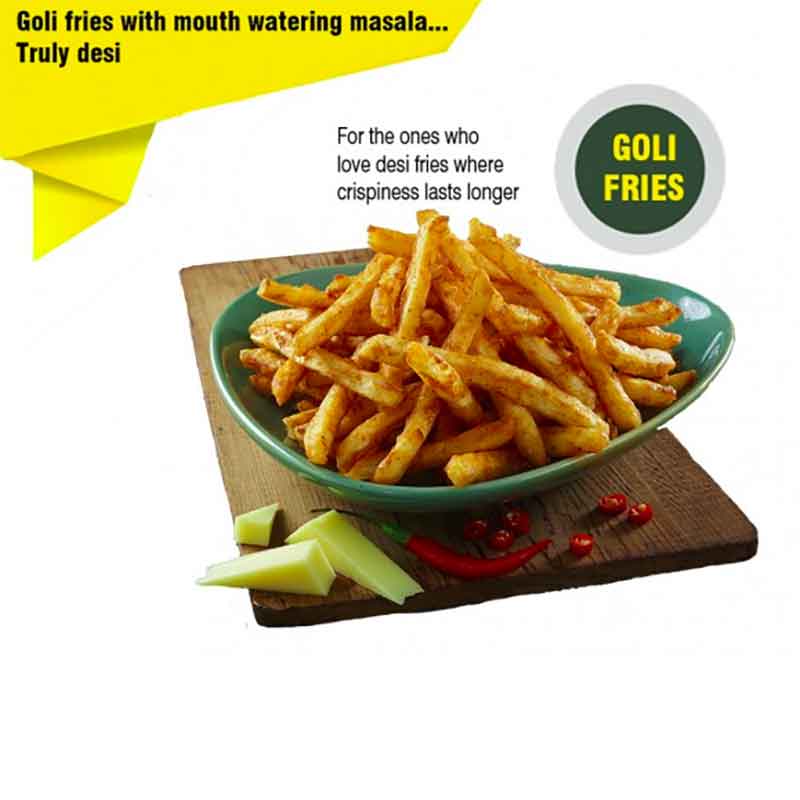 Goli fries with mouth watering masala...
Truly desi
For the ones who
love desi fries where
crispiness lasts longer
GOLI
FRIES